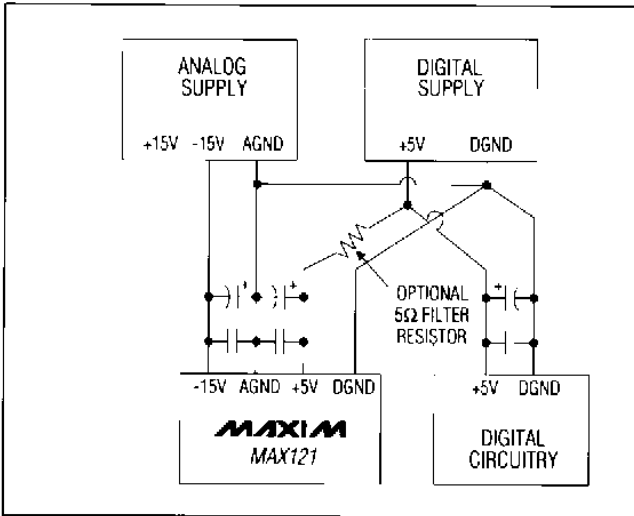 ANALOG
SUPPLY
+15V -15V AGND
DIGITAL
SUPPLY
+5V DGND
+
+
OPTIONAL
5Ω FILTER
RESISTOR
+
-15V AGND +5V DGND
MAXIM
MAX121
+5V DGND
DIGITAL
CIRCUITRY